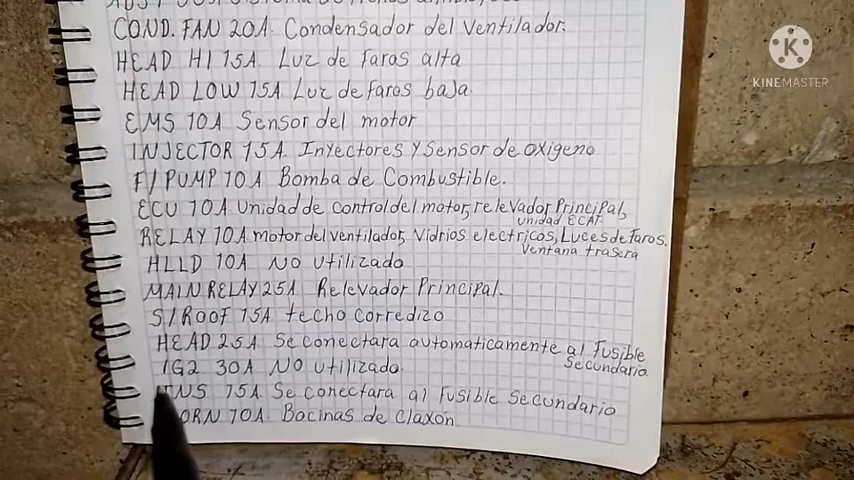 COND. FAN 20A Condensador del Ventilador.
HEAD HI 15A. Luz de faros alta
HEAD LOW 15A Luz de faros baja
EMS 10A Sensor del motor
INJECTOR 15A. Inyectores y Sensor de oxigeno
F/PUMP 10A Bomba de Combustible.
ECU 10A Unidad de control del motor, relevador Principal,
unidad ECAT
RELAY 10A motor del ventilador, Vidrios electricos, Luces de Faros.
Ventana trasera
HLLD 10A No utilizado
MAIN RELAY 25A Relevador Principal.
S/ROOF 15A techo corredizo
HEAD 25A Se conectara automaticamente al Fusible
Secundario
IG2 30A No utilizado.
15A Se conectara al Fusible Secundario
10A Bocinas de claxon
KINEMASTER